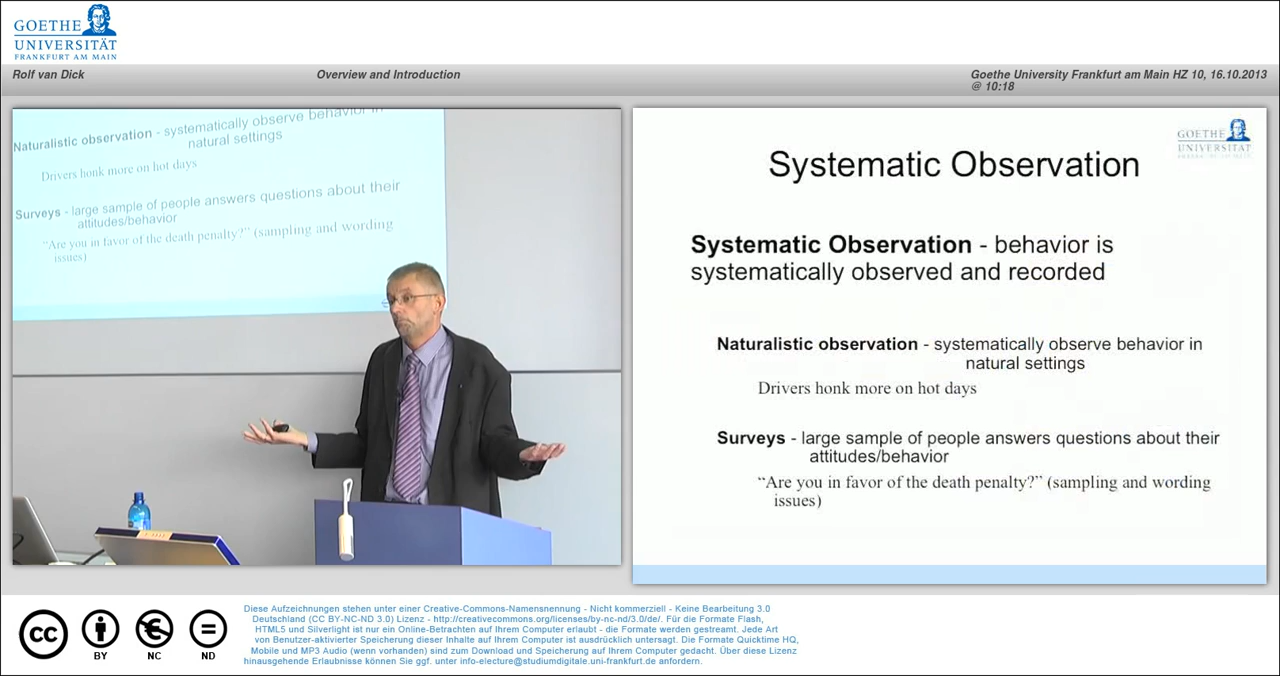 GOETHE
UNIVERSITÄT
FRANKFURT AM MAIN
Rolf van Dick
Overview and Introduction
Goethe University Frankfurt am Main HZ 10, 16.10.2013
@ 10:18
Naturalistic observation - systematically observe behavior in
natural settings
Drivers honk more on hot days
Surveys - large sample of people answers questions about their
attitudes/behavior
“Are you in favor of the death penalty?” (sampling and wording
issues)
GOETHE
UNIVERSITÄT
FRANKFURT AM MAIN
Systematic Observation
Systematic Observation - behavior is
systematically observed and recorded
Naturalistic observation - systematically observe behavior in
natural settings
Drivers honk more on hot days
Surveys - large sample of people answers questions about their
attitudes/behavior
“Are you in favor of the death penalty?” (sampling and wording
issues)
cc
BY
NC
ND
Diese Aufzeichnungen stehen unter einer Creative-Commons-Namensnennung - Nicht kommerziell - Keine Bearbeitung 3.0
Deutschland (CC BY-NC-ND 3.0) Lizenz - http://creativecommons.org/licenses/by-nc-nd/3.0/de/. Für die Formate Flash,
HTML5 und Silverlight ist nur ein Online-Betrachten auf Ihrem Computer erlaubt - die Formate werden gestreamt. Jede Art
von Benutzer-aktivierter Speicherung dieser Inhalte auf Ihrem Computer ist ausdrücklich untersagt. Die Formate Quicktime HQ,
Mobile und MP3 Audio (wenn vorhanden) sind zum Download und Speicherung auf Ihrem Computer gedacht. Über diese Lizenz
hinausgehende Erlaubnisse können Sie ggf. unter info-electure@studiumdigitale.uni-frankfurt.de anfordern.